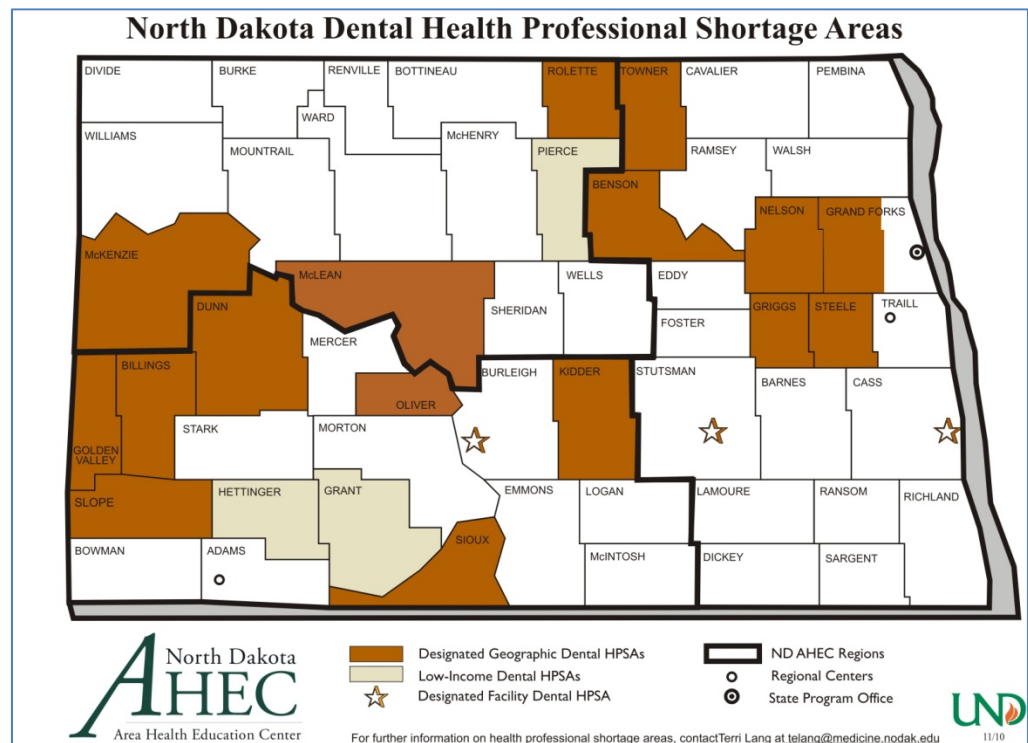 North Dakota Dental Health Professional Shortage Areas
DIVIDE
BURKE
RENVILLE
BOTTINEAU
ROLETTE
TOWNER
CAVALIER
PEMBINA
WARD
WILLIAMS
McHENRY
MOUNTRAIL
PIERCE
RAMSEY
WALSH
BENSON
NELSON
GRAND FORKS
McKENZIE
McLEAN
WELLS
EDDY
DUNN
SHERIDAN
GRIGGS
STEELE
TRAILL
FOSTER
MERCER
BILLINGS
BURLEIGH
KIDDER
STUTSMAN
BARNES
CASS
OLIVER
STARK
MORTON
GOLDEN
VALLEY
SLOPE
HETTINGER
GRANT
EMMONS
LOGAN
LAMOURE
RANSOM
RICHLAND
SIOUX
BOWMAN
ADAMS
McINTOSH
DICKEY
SARGENT
North Dakota
AHEC
Area Health Education Center
Designated Geographic Dental HPSAs
Low-Income Dental HPSAs
Designated Facility Dental HPSA
ND AHEC Regions
Regional Centers
State Program Office
UND
11/10
For further information on health professional shortage areas, contactTerri Lang at telang@medicine.nodak.edu